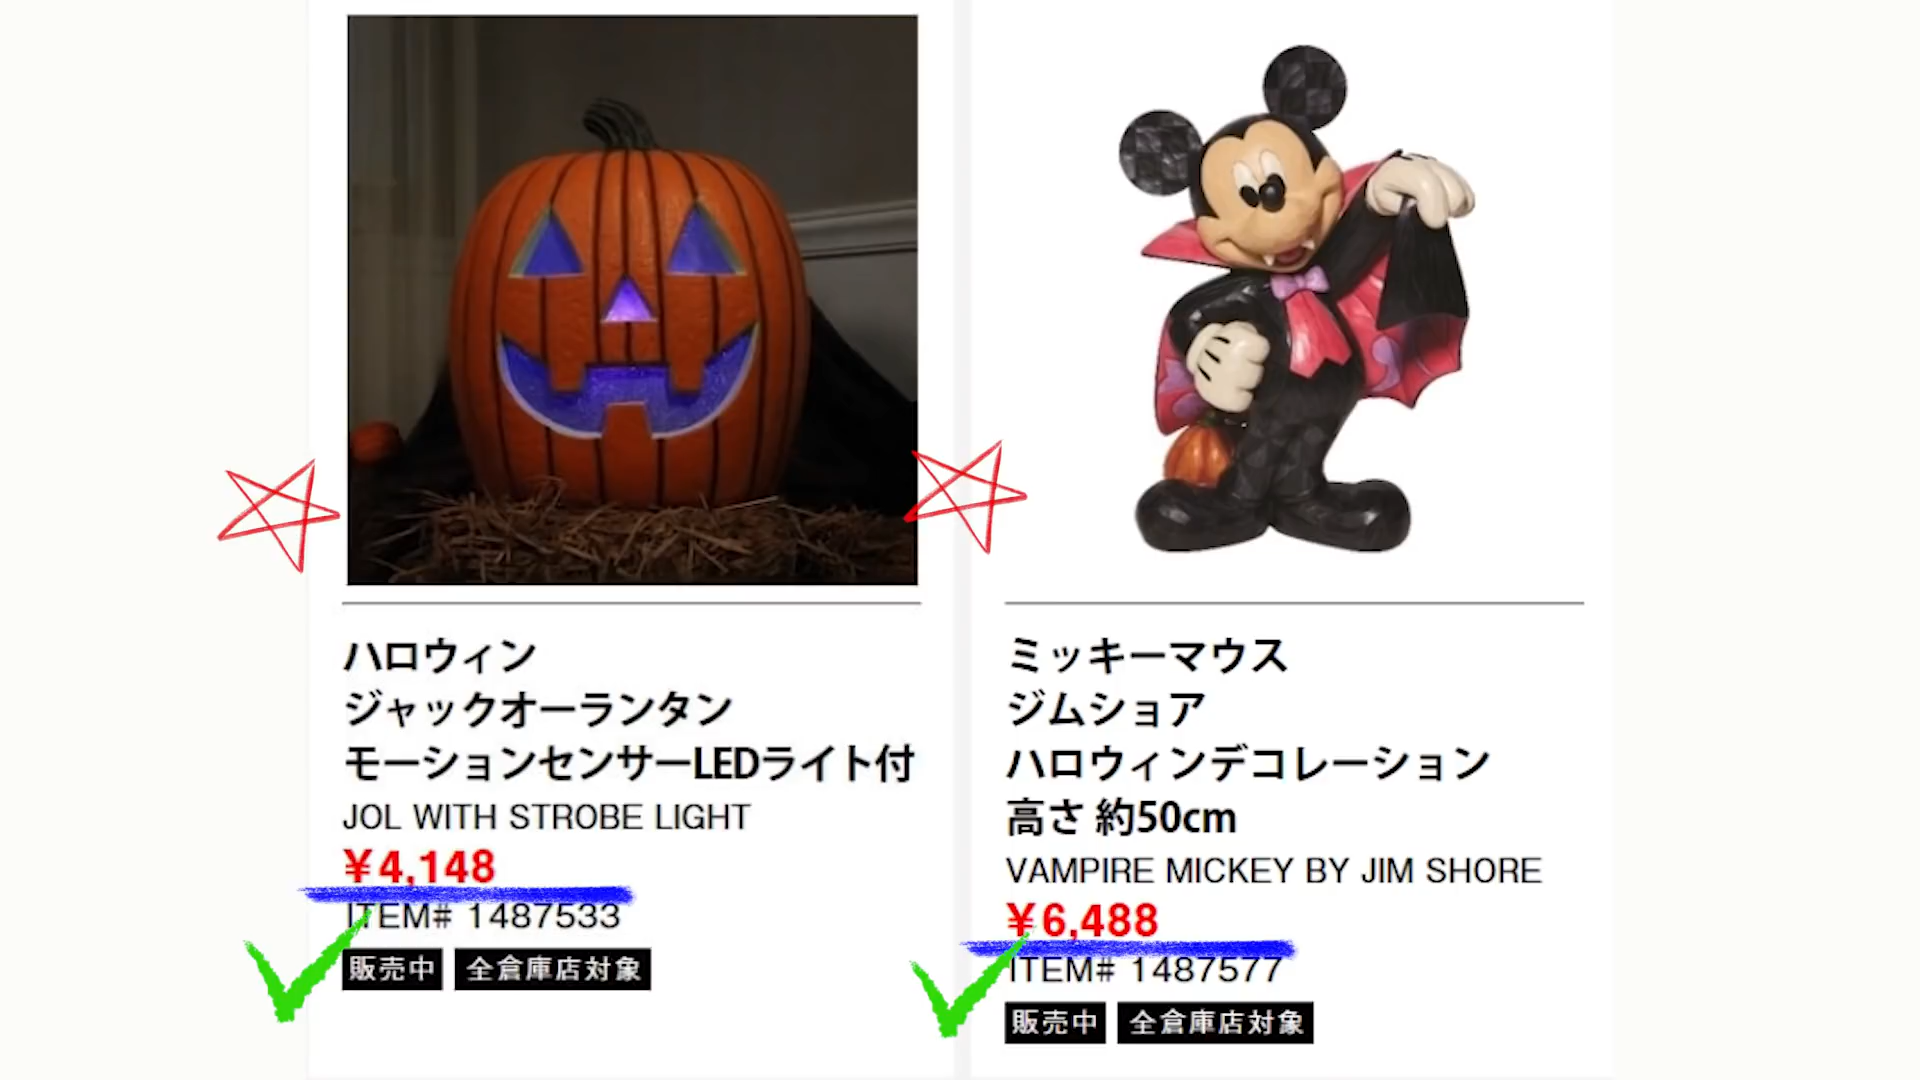 ハロウィン
ジャックオーランタン
モーションセンサーLEDライト付
JOL WITH STROBE LIGHT
¥4,148
ITEM# 1487533
販売中 全倉庫店対象
ミッキーマウス
ジムショア
ハロウィンデコレーション
高さ 約50cm
VAMPIRE MICKEY BY JIM SHORE
¥6,488
ITEM# 1487577
販売中 全倉庫店対象